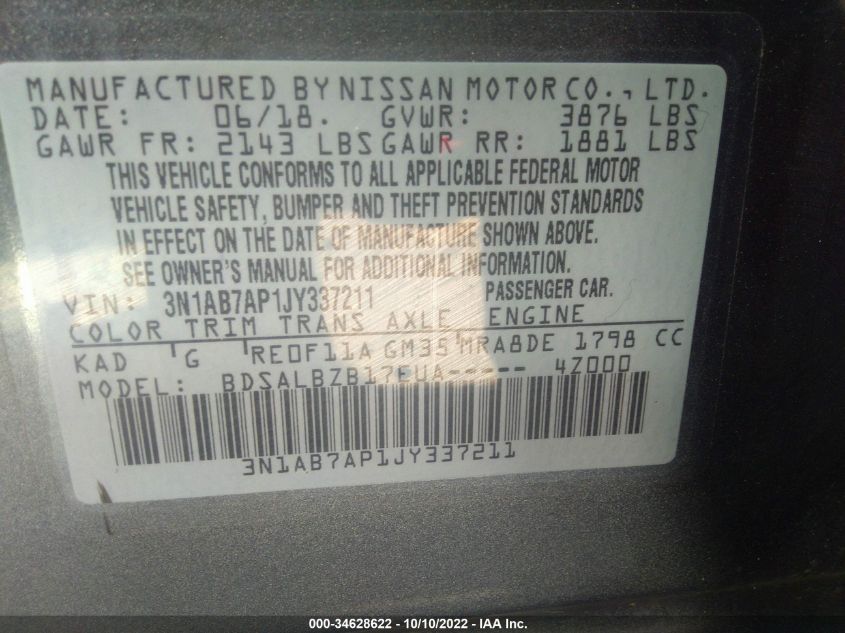 MANUFACTURED BY NISSAN MOTOR CO., LTD.
DATE: 06/18. GVWR: 3876 LBS
GAWR FR: 2143 LBS GAWR RR: 1881 LBS
THIS VEHICLE CONFORMS TO ALL APPLICABLE FEDERAL MOTOR
VEHICLE SAFETY, BUMPER AND THEFT PREVENTION STANDARDS
IN EFFECT ON THE DATE OF MANUFACTURE SHOWN ABOVE.
SEE OWNER'S MANUAL FOR ADDITIONAL INFORMATION.
VIN: 3N1AB7AP1JY337211 PASSENGER CAR.
COLOR TRIM TRANS AXLE ENGINE
KAD G RE0F11A GM35 MRA8DE 1798 CC
MODEL: BDSALBZB17EUA----- 4Z000
3N1AB7AP1JY337211
000-34628622 - 10/10/2022 - IAA Inc.